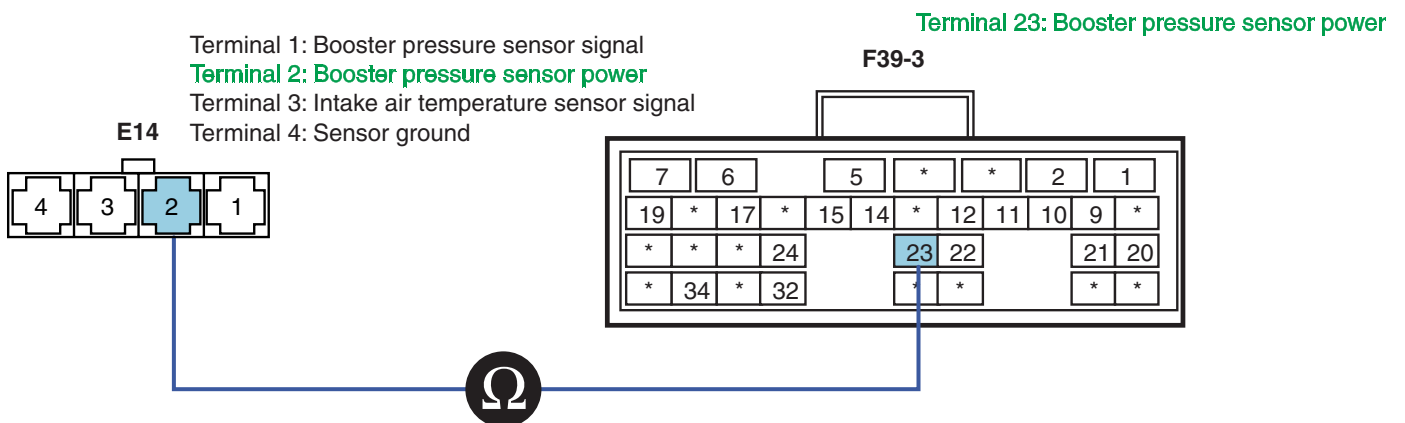 Terminal 23: Booster pressure sensor power
Terminal 1: Booster pressure sensor signal
Terminal 2: Booster pressure sensor power
Terminal 3: Intake air temperature sensor signal
Terminal 4: Sensor ground
E14
F39-3
4 3 2 1
7 6 5 * * 2 1
19 * 17 * 15 14 * 12 11 10 9 *
* * * 24 23 22 21 20
* 34 * 32 * * * *
Ω